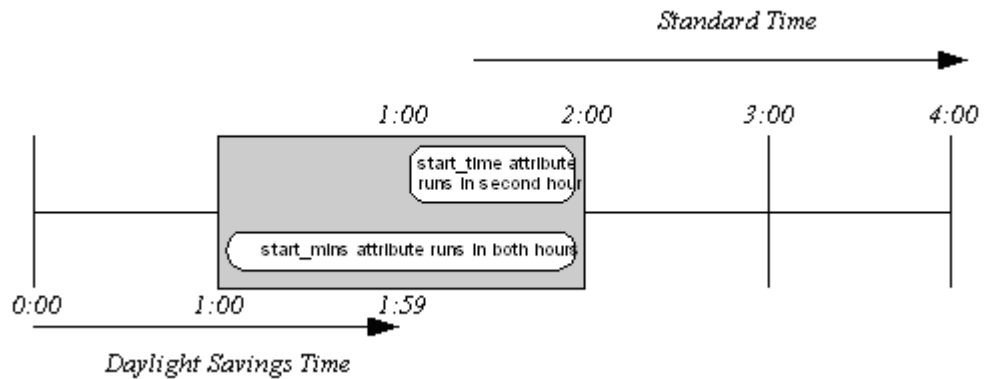 Standard Time
1:00 2:00 3:00 4:00
start_time attribute
runs in second hour
start_mins attribute runs in both hours
0:00 1:00 1:59
Daylight Savings Time